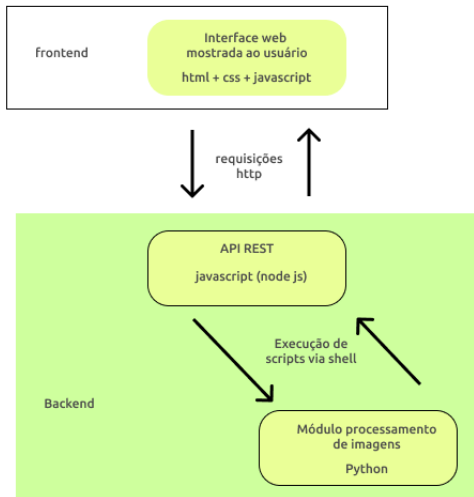 frontend
Interface web
mostrada ao usuário
html + css + javascript
requisições
http
API REST
javascript (node js)
Execução de
scripts via shell
Backend
Módulo processamento
de imagens
Python